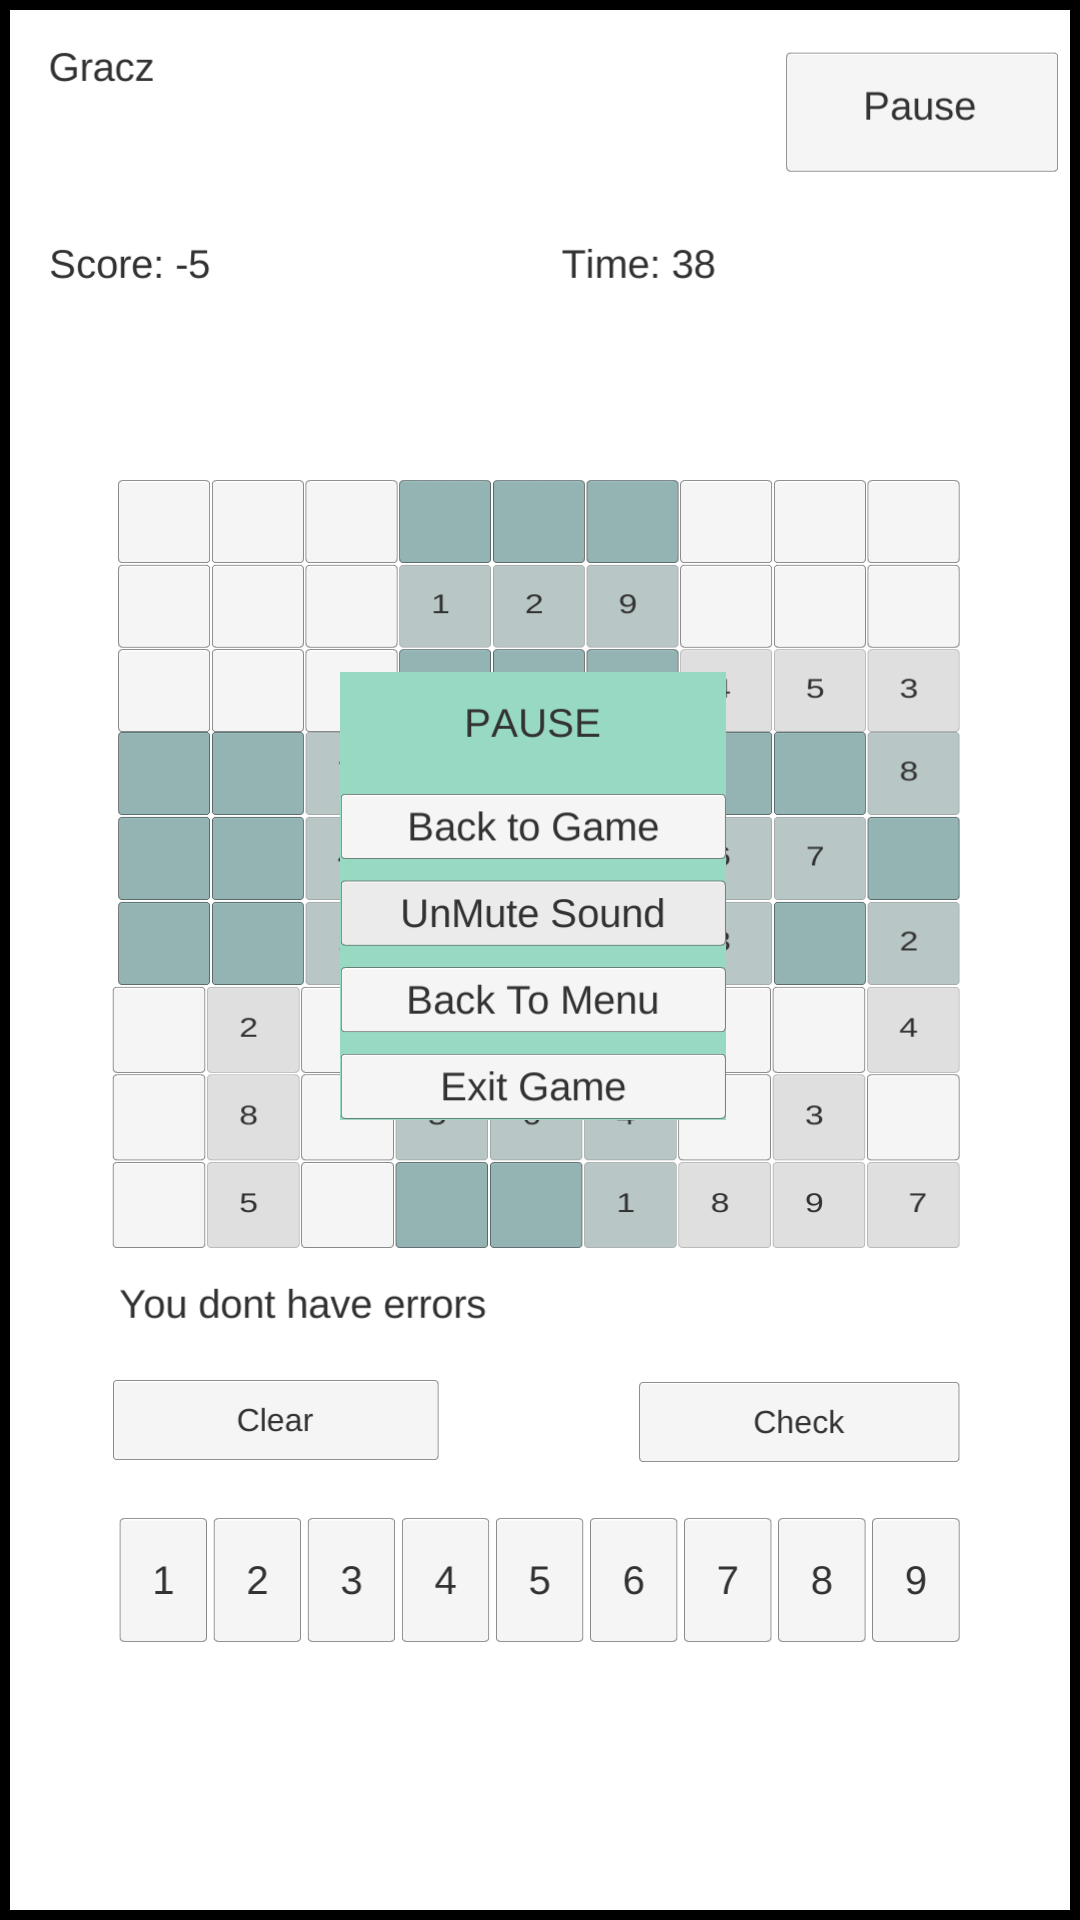 Gracz
Pause
Score: -5 Time: 38
1 2 9
5 3
PAUSE
8
Back to Game
7
UnMute Sound
2
Back To Menu
2 4
Exit Game
8 3
5 1 8 9 7
You dont have errors
Clear Check
1 2 3 4 5 6 7 8 9